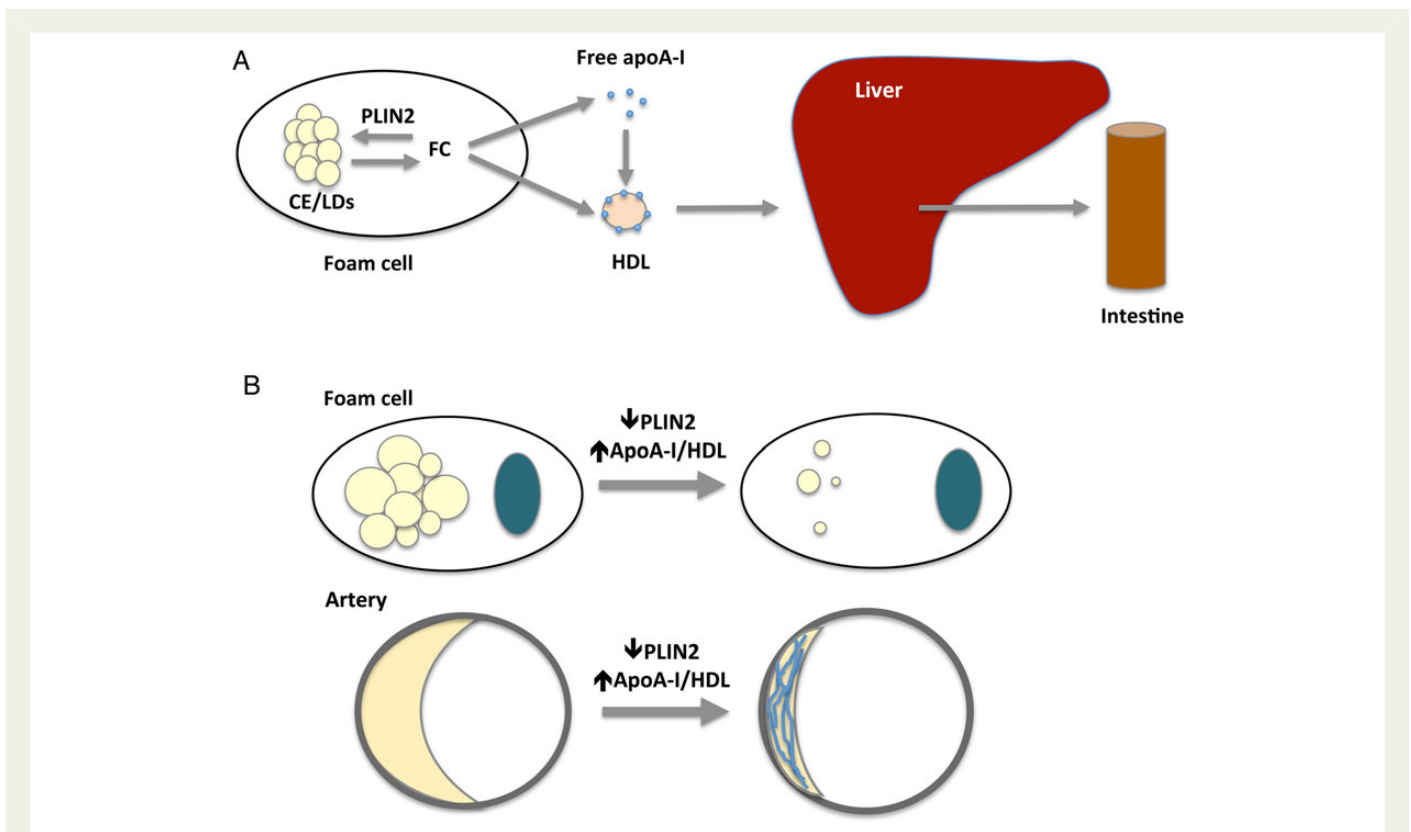 A
Free apoA-I
Liver
PLIN2
FC
CE/LDs
Foam cell
HDL
Intestine
B
Foam cell
↓PLIN2
↑ApoA-I/HDL
Artery
↓PLIN2
↑ApoA-I/HDL